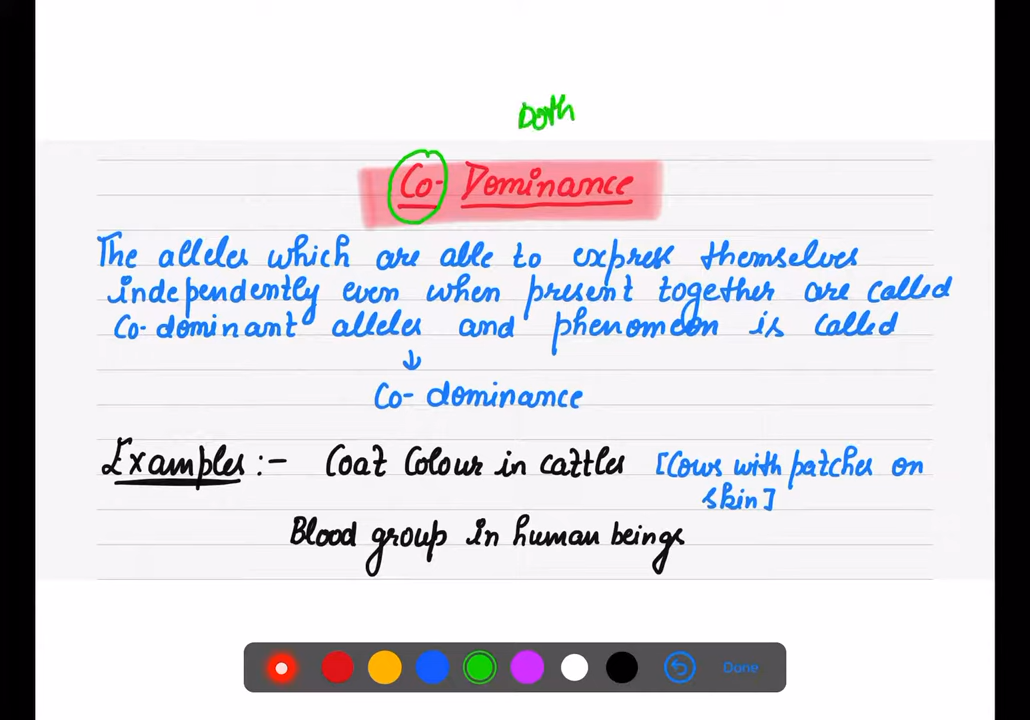 Both
Co- Dominance
The alleles which are able to express themselves
independently even when present together are called
Co-dominant alleles and phenomeon is called
Co- dominance
Examples :- Coat Colour in cattles [Cows with patches on
skin]
Blood group in human beings
Done